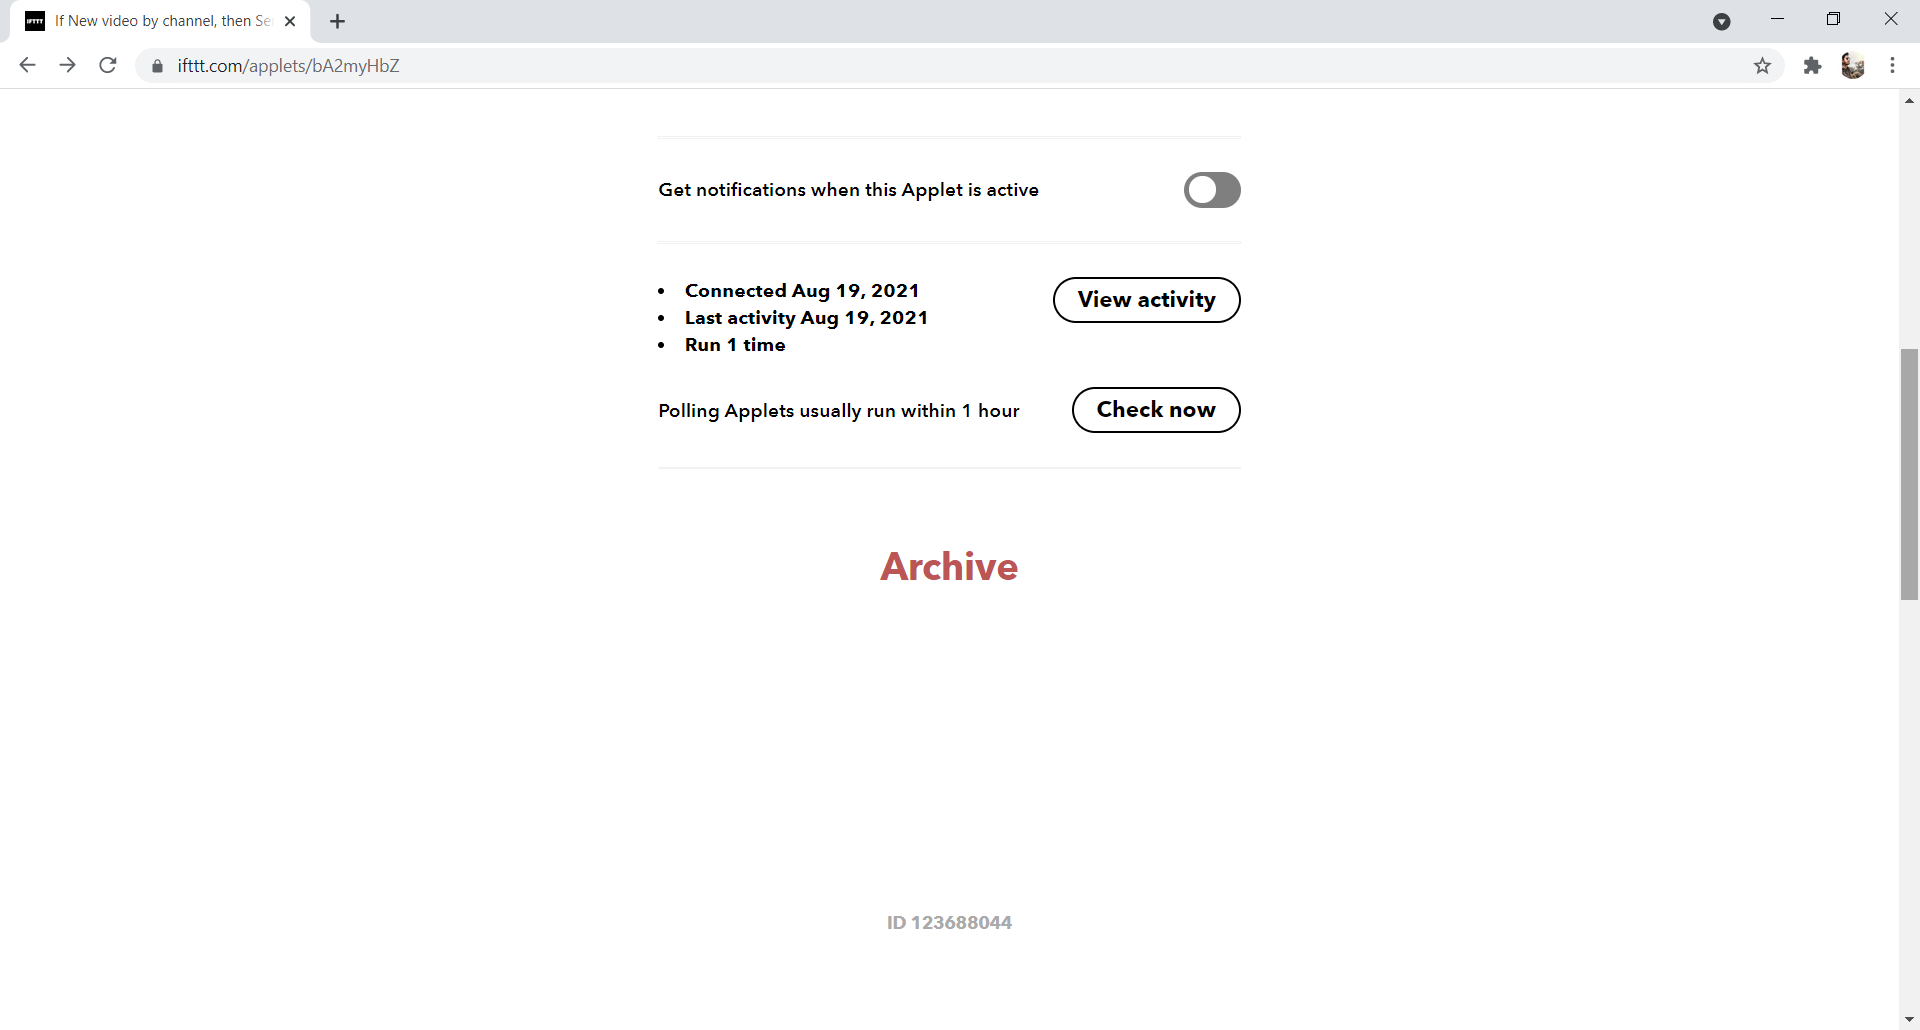 IFTTT
If New video by channel, then Se
ifttt.com/applets/bA2myHbZ
Get notifications when this Applet is active
• Connected Aug 19, 2021
• Last activity Aug 19, 2021
• Run 1 time
View activity
Polling Applets usually run within 1 hour
Check now
Archive
ID 123688044